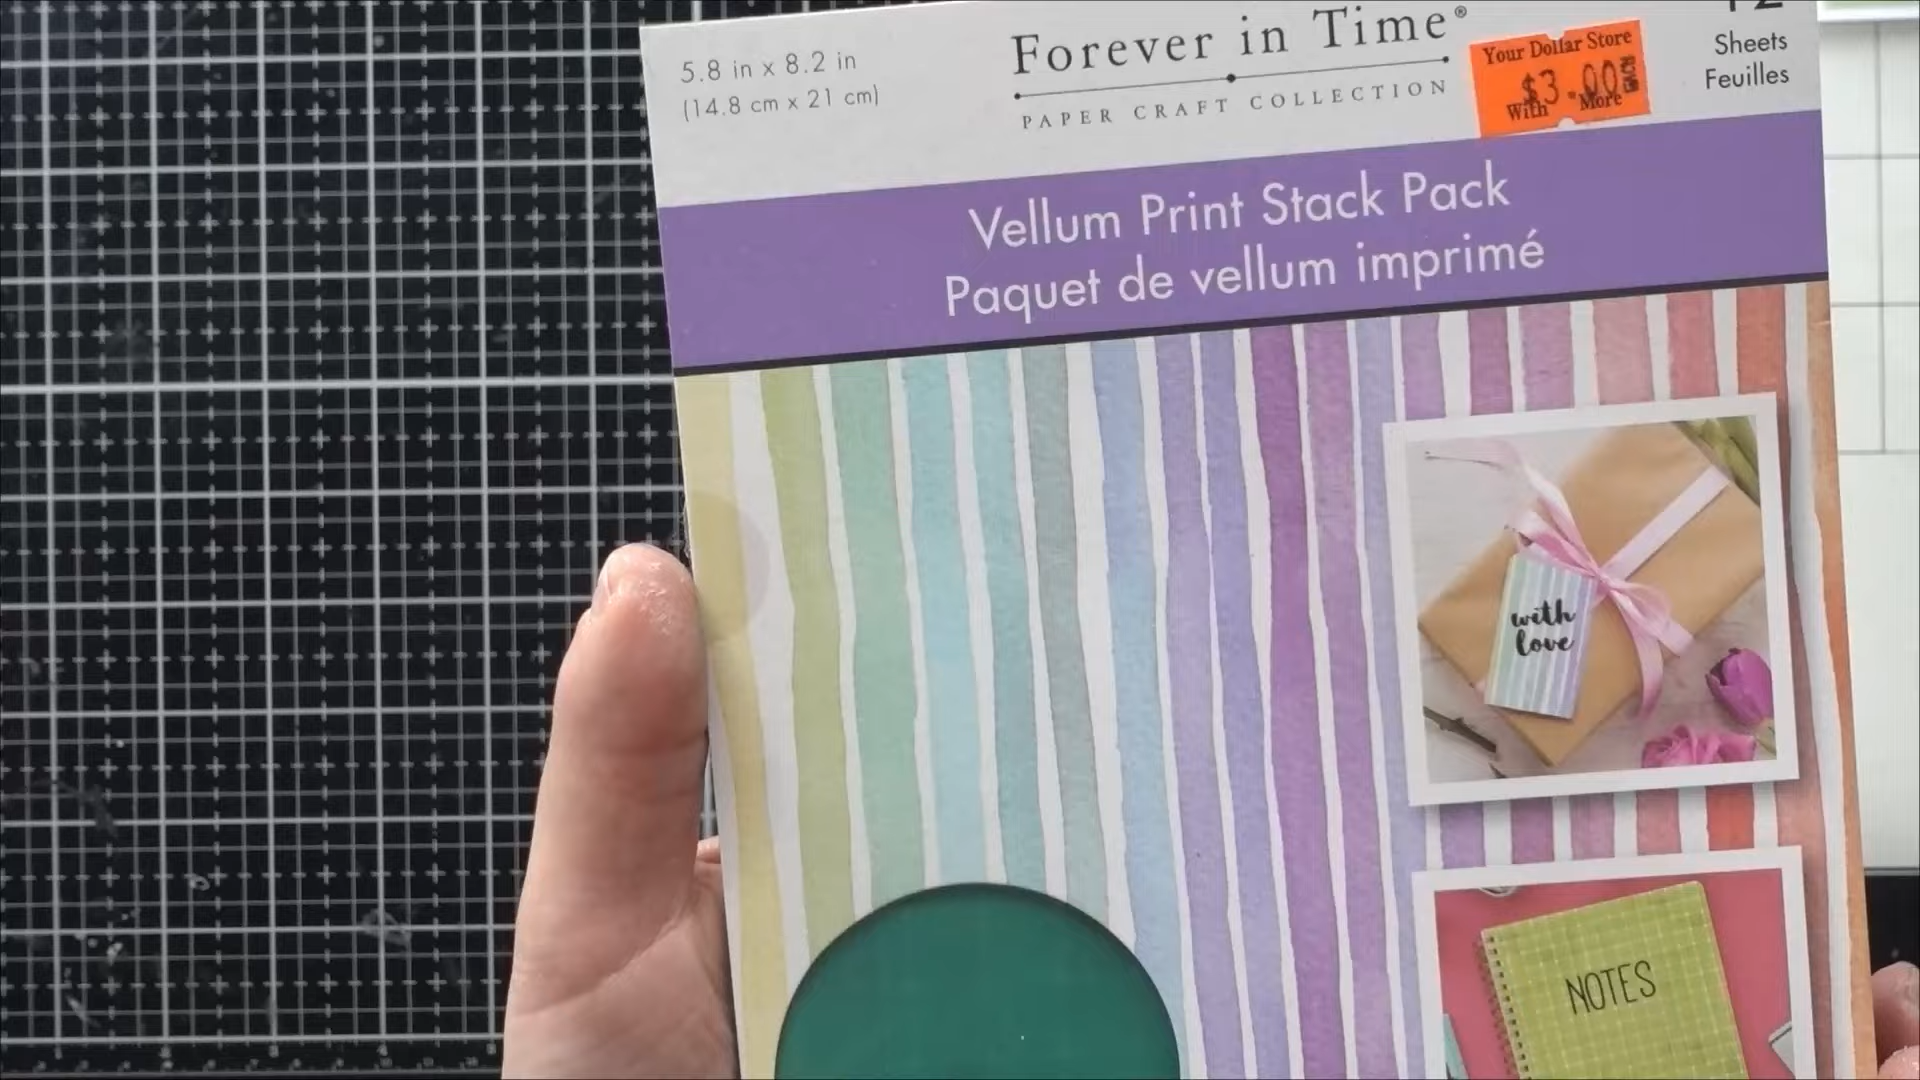 5.8 in x 8.2 in
(14.8 cm x 21 cm)
Forever in Time®
PAPER CRAFT COLLECTION
Your Dollar Store
$3.00
With More
Sheets
Feuilles
Vellum Print Stack Pack
Paquet de vellum imprimé
with
love
NOTES